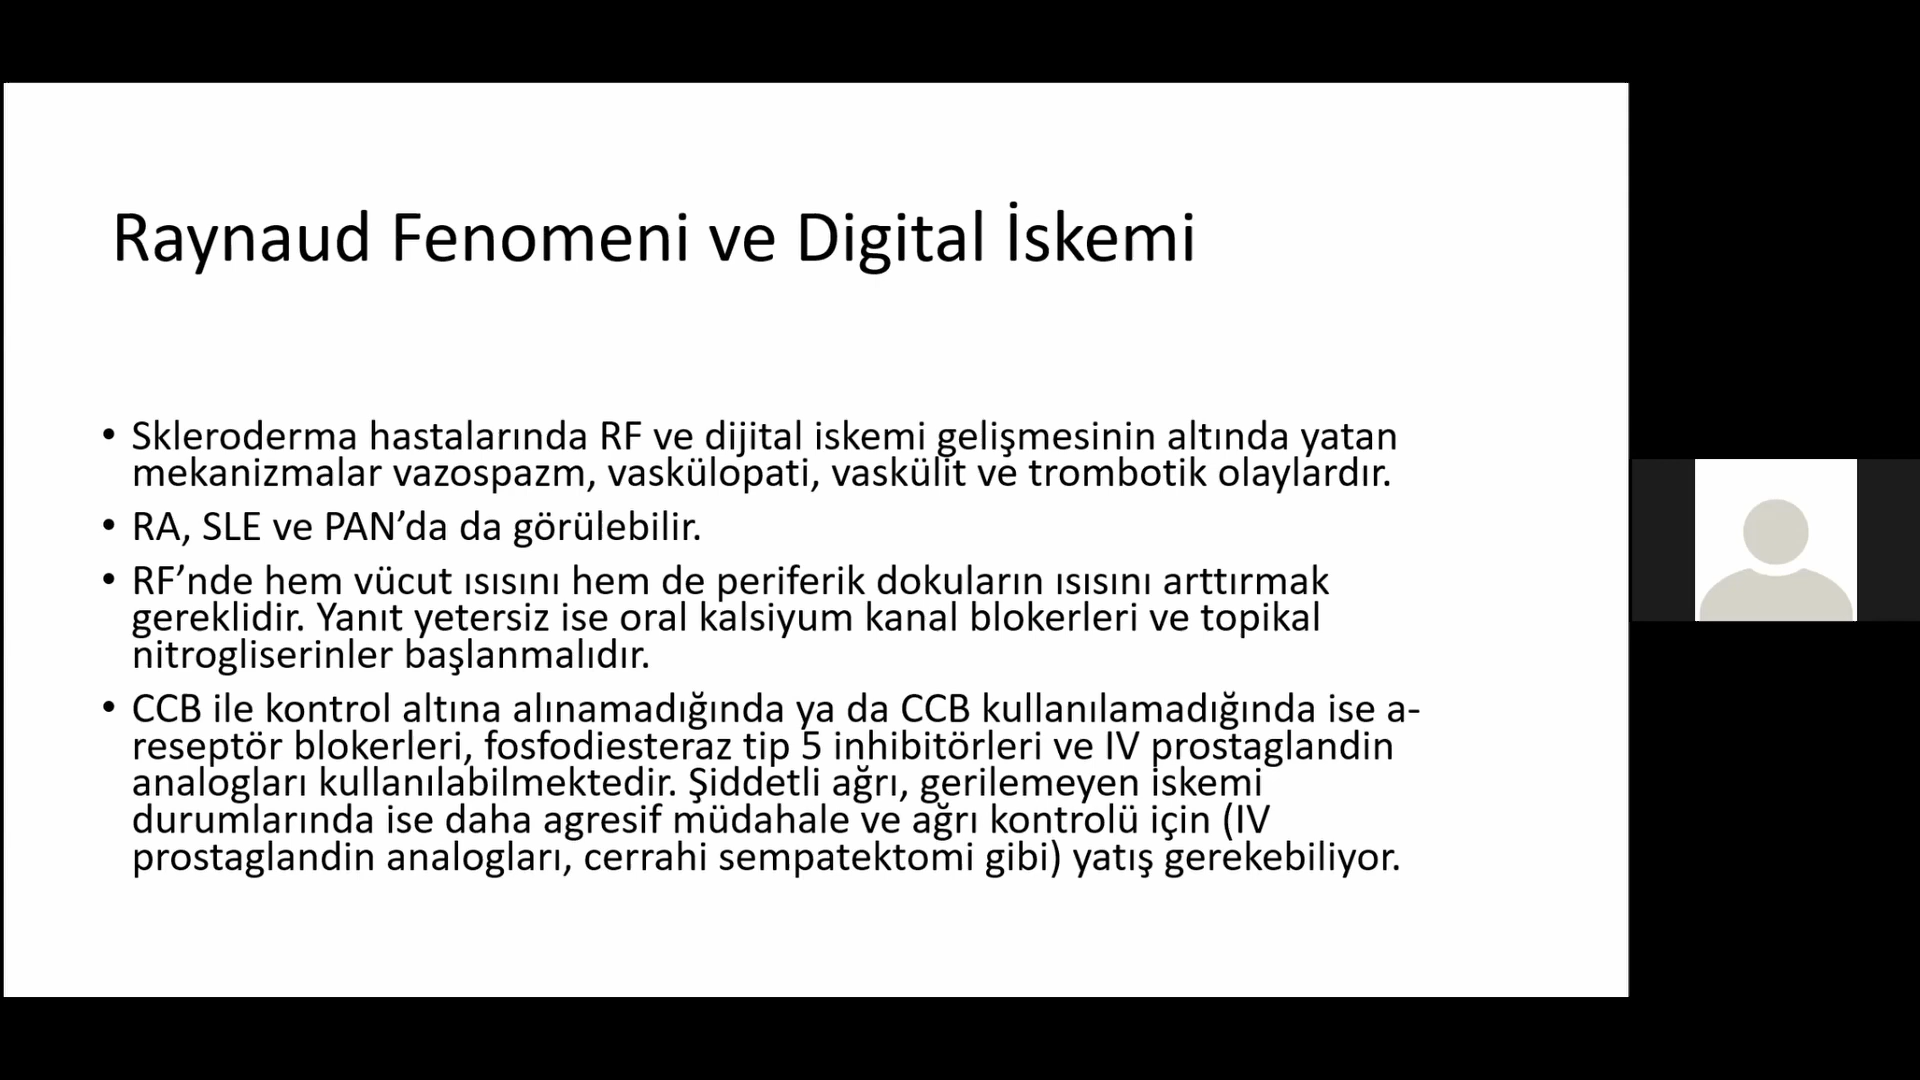 Raynaud Fenomeni ve Digital İskemi
• Skleroderma hastalarında RF ve dijital iskemi gelişmesinin altında yatan
mekanizmalar vazospazm, vaskülopati, vaskülit ve trombotik olaylardır.
• RA, SLE ve PAN’da da görülebilir.
• RF’nde hem vücut ısısını hem de periferik dokuların ısısını arttırmak
gereklidir. Yanıt yetersiz ise oral kalsiyum kanal blokerleri ve topikal
nitrogliserinler başlanmalıdır.
• CCB ile kontrol altına alınamadığında ya da CCB kullanılamadığında ise a-
reseptör blokerleri, fosfodiesteraz tip 5 inhibitörleri ve IV prostaglandin
analogları kullanılabilmektedir. Şiddetli ağrı, gerilemeyen iskemi
durumlarında ise daha agresif müdahale ve ağrı kontrolü için (IV
prostaglandin analogları, cerrahi sempatektomi gibi) yatış gerekebiliyor.